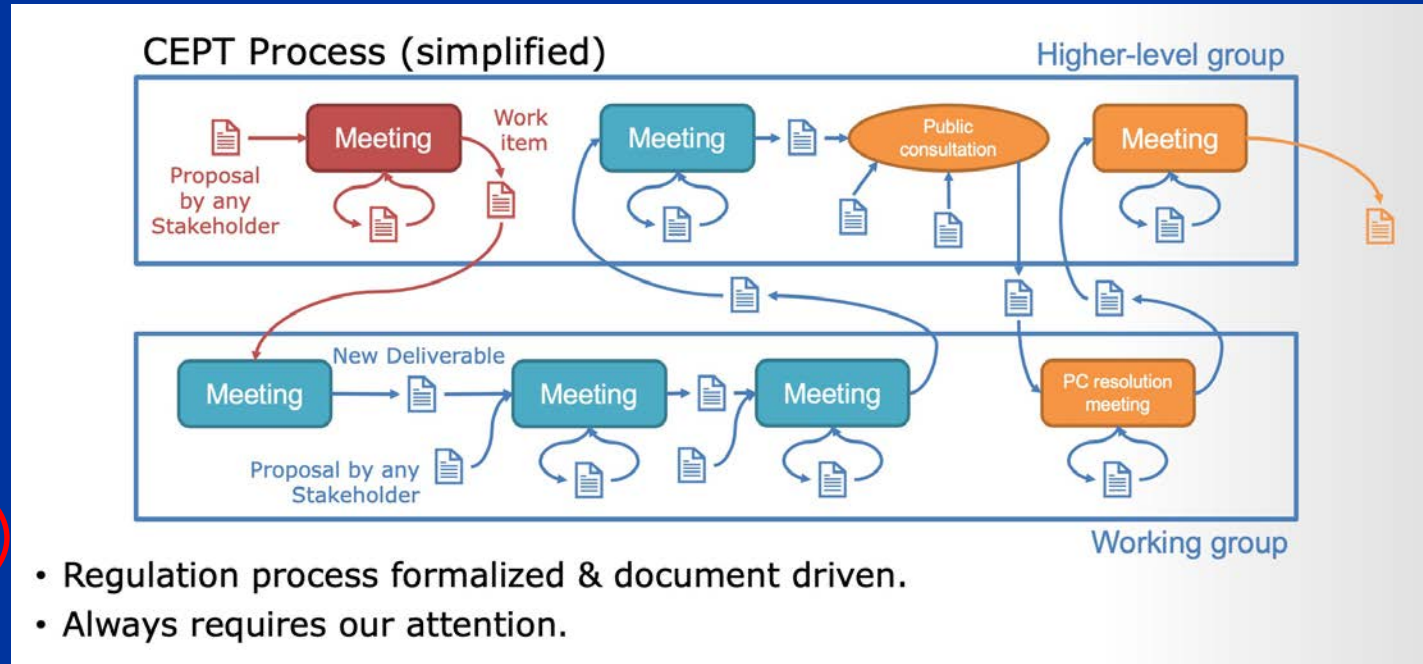 CEPT Process (simplified)
Higher-level group
Meeting
Work
item
Proposal
by any
Stakeholder
Meeting
Public
consultation
Meeting
Meeting
New Deliverable
Meeting
Meeting
PC resolution
meeting
Proposal by any
Stakeholder
Working group
• Regulation process formalized & document driven.
• Always requires our attention.